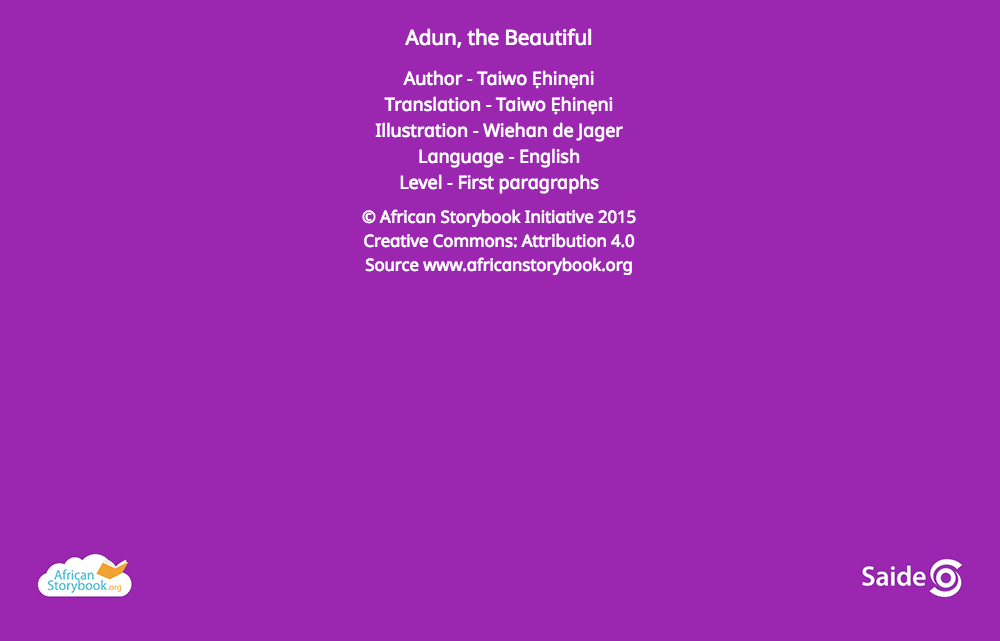 Adun, the Beautiful
Author - Taiwo Ẹhinẹni
Translation - Taiwo Ẹhinẹni
Illustration - Wiehan de Jager
Language - English
Level - First paragraphs
© African Storybook Initiative 2015
Creative Commons: Attribution 4.0
Source www.africanstorybook.org
African
Storybook.org
Saide